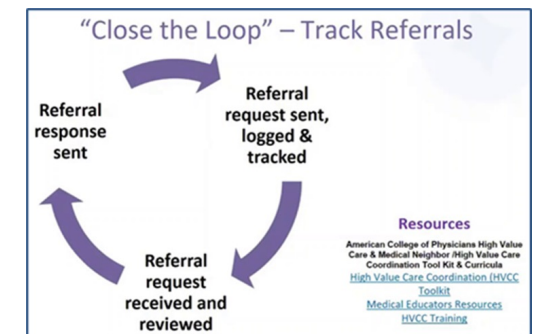 “Close the Loop” – Track Referrals
Referral
response
sent
Referral
request sent,
logged &
tracked
Referral
request
received and
reviewed
Resources
American College of Physicians High Value
Care & Medical Neighbor /High Value Care
Coordination Tool Kit & Curricula
High Value Care Coordination (HVCC
Toolkit
Medical Educators Resources
HVCC Training